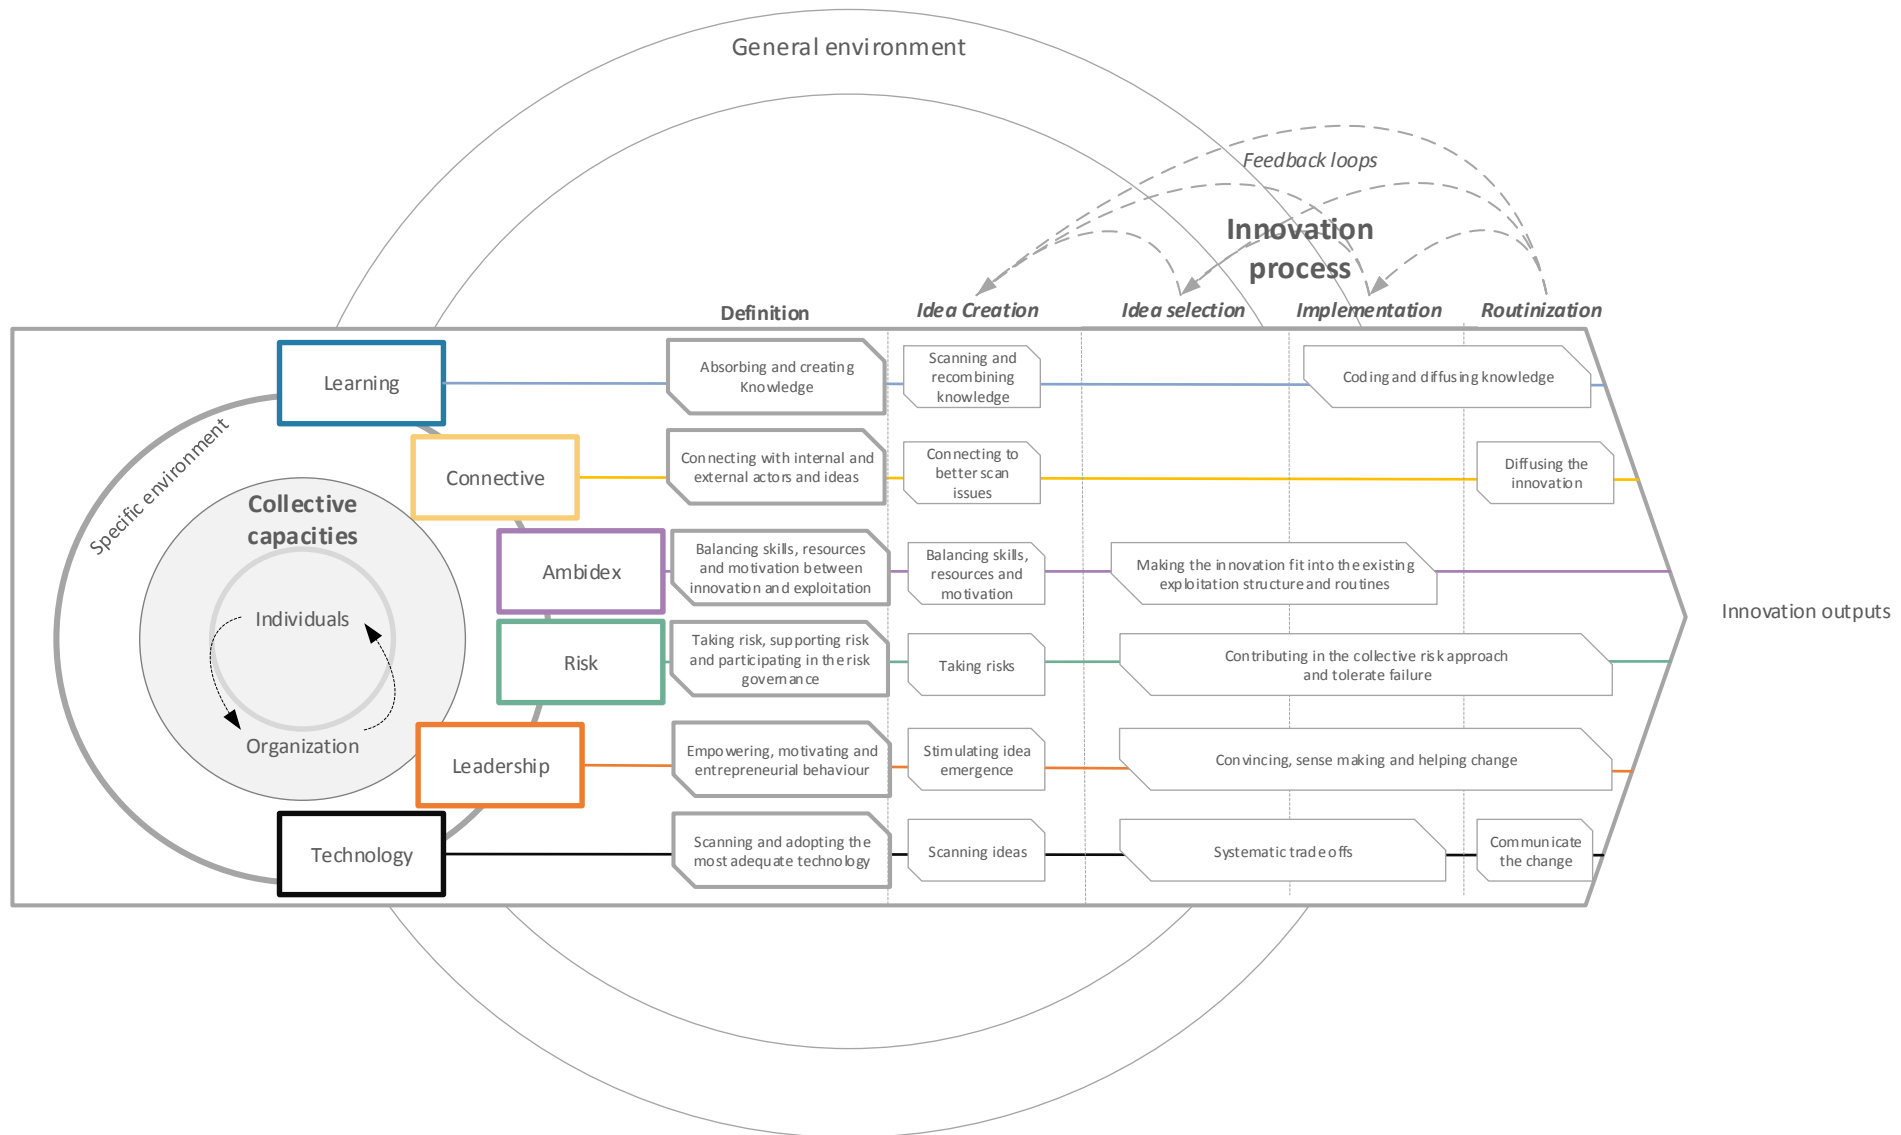 General environment
Feedback loops
Innovation
process
Definition
Idea Creation
Idea selection
Implementation
Routinization
Learning
Absorbing and creating
Knowledge
Scanning and
recombining
knowledge
Coding and diffusing knowledge
Specific environment
Connective
Connecting with internal and
external actors and ideas
Connecting to
better scan
issues
Diffusing the
innovation
Collective
capacities
Individuals
Organization
Ambidex
Balancing skills, resources
and motivation between
innovation and exploitation
Balancing skills,
resources and
motivation
Making the innovation fit into the existing
exploitation structure and routines
Innovation outputs
Risk
Taking risk, supporting risk
and participating in the risk
governance
Taking risks
Contributing in the collective risk approach
and tolerate failure
Leadership
Empowering, motivating and
entrepreneurial behaviour
Stimulating idea
emergence
Convincing, sense making and helping change
Technology
Scanning and adopting the
most adequate technology
Scanning ideas
Systematic trade offs
Communicate
the change